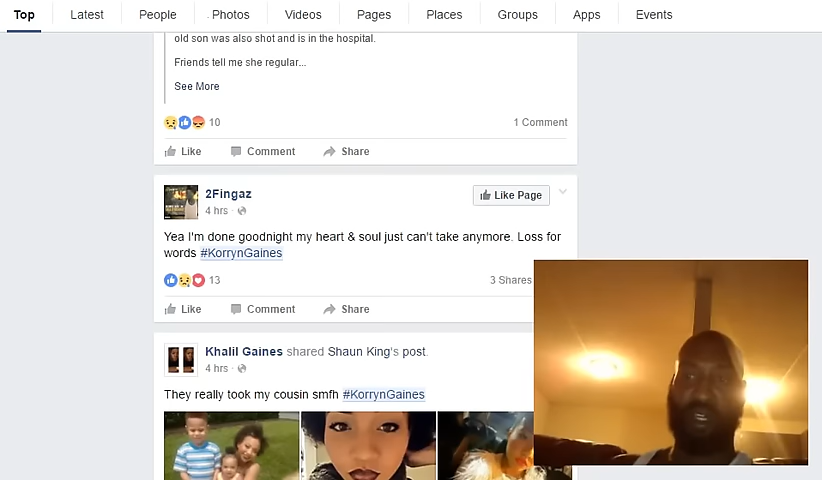 Top Latest People Photos Videos Pages Places Groups Apps Events
old son was also shot and is in the hospital.
Friends tell me she regular...
See More
10 1 Comment
Like Comment Share
2Fingaz Like Page
4 hrs
Yea I'm done goodnight my heart & soul just can't take anymore. Loss for
words #KorrynGaines
13 3 Shares
Like Comment Share
Khalil Gaines shared Shaun King's post.
4 hrs
They really took my cousin smfh #KorrynGaines